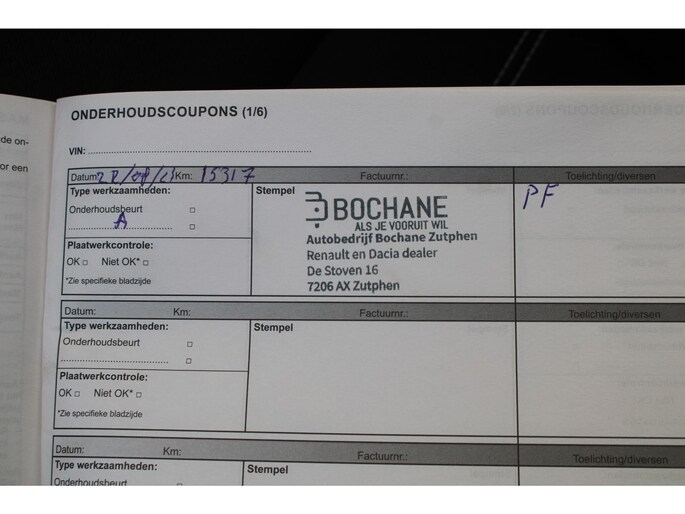 de on-
or een
ONDERHOUDSCOUPONS (1/6)
VIN:
Datum: Km: 15317 Factuurnr.: Toelichting/diversen
Type werkzaamheden: Stempel PF
BOCHANE
Onderhoudsbeurt
ALS JE VOORUIT WIL
A
Autobedrijf Bochane Zutphen
Plaatwerkcontrole:
Renault en Dacia dealer
OK Niet OK*
De Stoven 16
*Zie specifieke bladzijde
7206 AX Zutphen
Datum: Km: Factuurnr.: Toelichting/diversen
Type werkzaamheden: Stempel
Onderhoudsbeurt
Plaatwerkcontrole:
OK Niet OK*
*Zie specifieke bladzijde
Datum: Km: Factuurnr.: Toelichting/diversen
Type werkzaamheden: Stempel
Onderhoudsbeurt